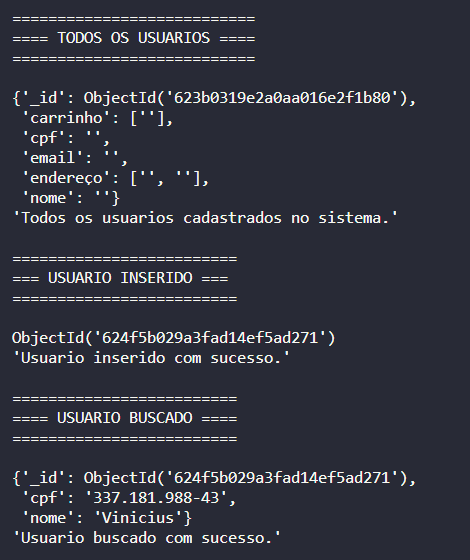 ===========================
==== TODOS OS USUARIOS ====
===========================
{'_id': ObjectId('623b0319e2a0aa016e2f1b80'),
 'carrinho': [''],
 'cpf': '',
 'email': '',
 'endereço': ['', ''],
 'nome': ''}
'Todos os usuarios cadastrados no sistema.'
=========================
=== USUARIO INSERIDO ===
=========================
ObjectId('624f5b029a3fad14ef5ad271')
'Usuario inserido com sucesso.'
=========================
==== USUARIO BUSCADO ====
=========================
{'_id': ObjectId('624f5b029a3fad14ef5ad271'),
 'cpf': '337.181.988-43',
 'nome': 'Vinicius'}
'Usuario buscado com sucesso.'